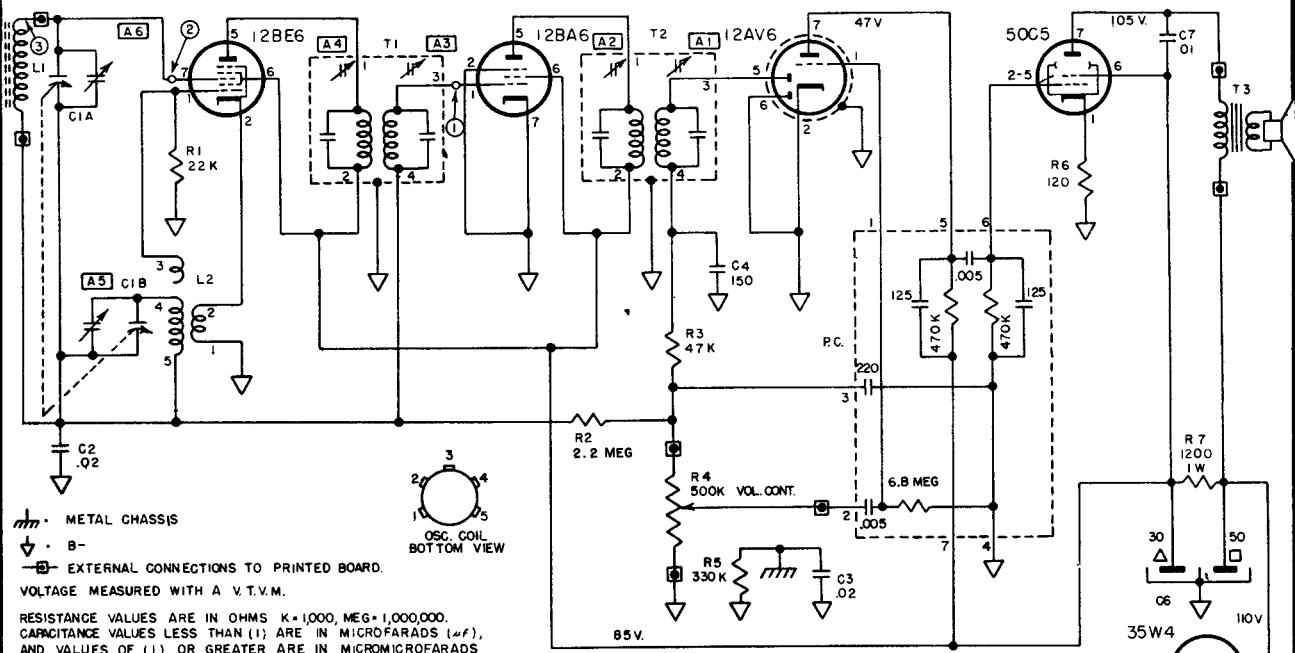 A6
2
12BE6
5
A4
T1
A3
5
12BA6
A2
T2
A1
12AV6
7
47V
50C5
7
105V.
C7
.01
3
L1
C1A
7
1
6
2
R1
22K
1
3
2
6
1
7
2
4
1
3
2
4
5
6
1
2
2-5
6
1
R6
120
T3
3
L2
A5
C1B
4
2
5
1
C4
150
R3
47K
P.C.
1
5
6
.005
125
470K
470K
125
220
3
C2
.02
R2
2.2 MEG
R4
500K VOL.CONT.
2
.005
6.8 MEG
7
4
R7
1200
1W
3
2
4
1
5
OSC. COIL
BOTTOM VIEW
METAL CHASSIS
B-
EXTERNAL CONNECTIONS TO PRINTED BOARD.
VOLTAGE MEASURED WITH A V.T.V.M.
R5
330K
C3
.02
30
50
C6
RESISTANCE VALUES ARE IN OHMS K=1,000, MEG=1,000,000.
CAPACITANCE VALUES LESS THAN (1) ARE IN MICROFARADS (µF),
AND VALUES OF (1) OR GREATER ARE IN MICROMICROFARADS
85V.
110V
35W4